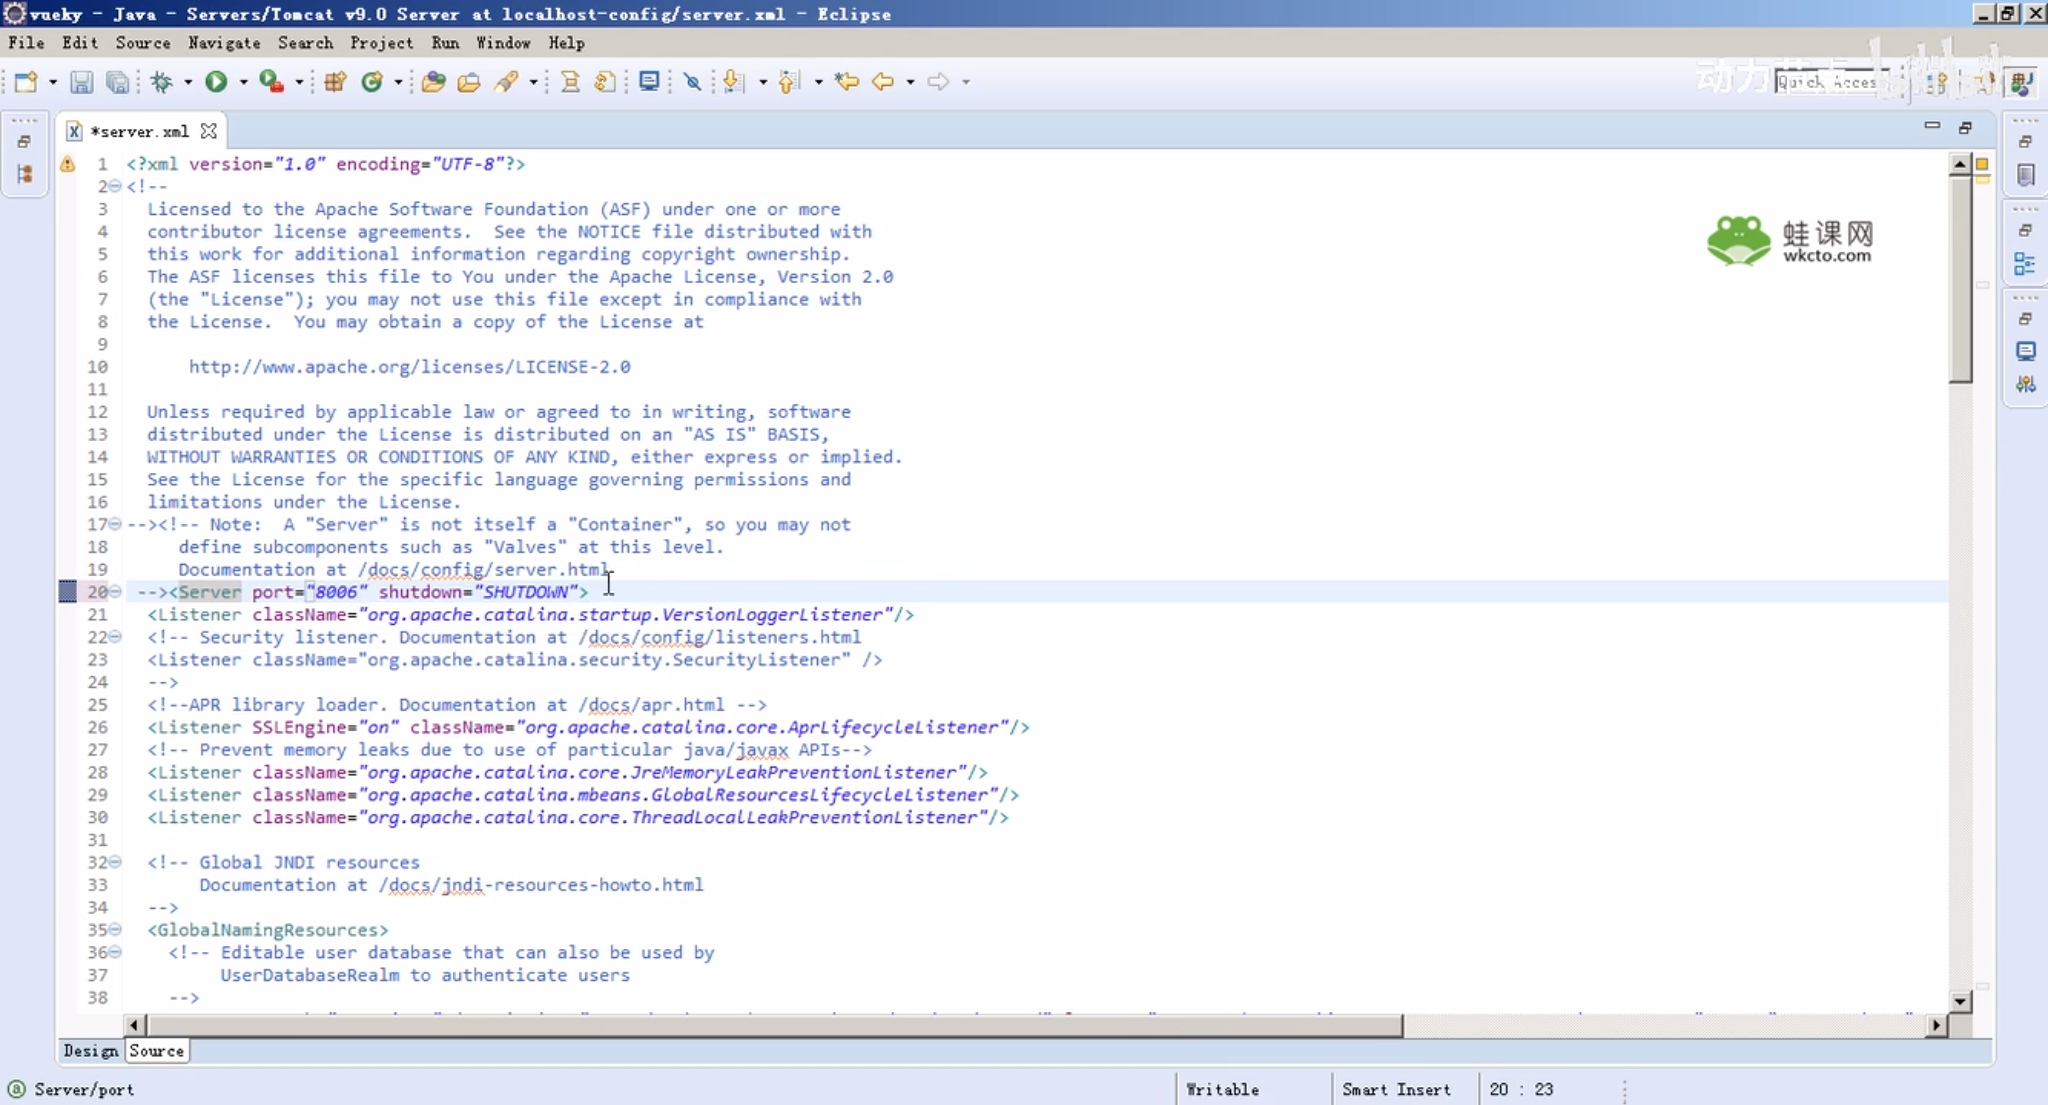 vueky - Java - Servers/Tomcat v9.0 Server at localhost-config/server.xml - Eclipse
File Edit Source Navigate Search Project Run Window Help
动力节点
bilibili
Quick Access
*server.xml
蛙课网
wkcto.com
1 <?xml version="1.0" encoding="UTF-8"?>
2 <!--
3 Licensed to the Apache Software Foundation (ASF) under one or more
4 contributor license agreements.  See the NOTICE file distributed with
5 this work for additional information regarding copyright ownership.
6 The ASF licenses this file to You under the Apache License, Version 2.0
7 (the "License"); you may not use this file except in compliance with
8 the License.  You may obtain a copy of the License at
9
10 http://www.apache.org/licenses/LICENSE-2.0
11
12 Unless required by applicable law or agreed to in writing, software
13 distributed under the License is distributed on an "AS IS" BASIS,
14 WITHOUT WARRANTIES OR CONDITIONS OF ANY KIND, either express or implied.
15 See the License for the specific language governing permissions and
16 limitations under the License.
17 --><!-- Note:  A "Server" is not itself a "Container", so you may not
18 define subcomponents such as "Valves" at this level.
19 Documentation at /docs/config/server.html
20 --><Server port="8006" shutdown="SHUTDOWN">
21 <Listener className="org.apache.catalina.startup.VersionLoggerListener"/>
22 <!-- Security listener. Documentation at /docs/config/listeners.html
23 <Listener className="org.apache.catalina.security.SecurityListener" />
24 -->
25 <!--APR library loader. Documentation at /docs/apr.html -->
26 <Listener SSLEngine="on" className="org.apache.catalina.core.AprLifecycleListener"/>
27 <!-- Prevent memory leaks due to use of particular java/javax APIs-->
28 <Listener className="org.apache.catalina.core.JreMemoryLeakPreventionListener"/>
29 <Listener className="org.apache.catalina.mbeans.GlobalResourcesLifecycleListener"/>
30 <Listener className="org.apache.catalina.core.ThreadLocalLeakPreventionListener"/>
31
32 <!-- Global JNDI resources
33 Documentation at /docs/jndi-resources-howto.html
34 -->
35 <GlobalNamingResources>
36 <!-- Editable user database that can also be used by
37 UserDatabaseRealm to authenticate users
38 -->
Design Source
Server/port
Writable
Smart Insert
20 : 23